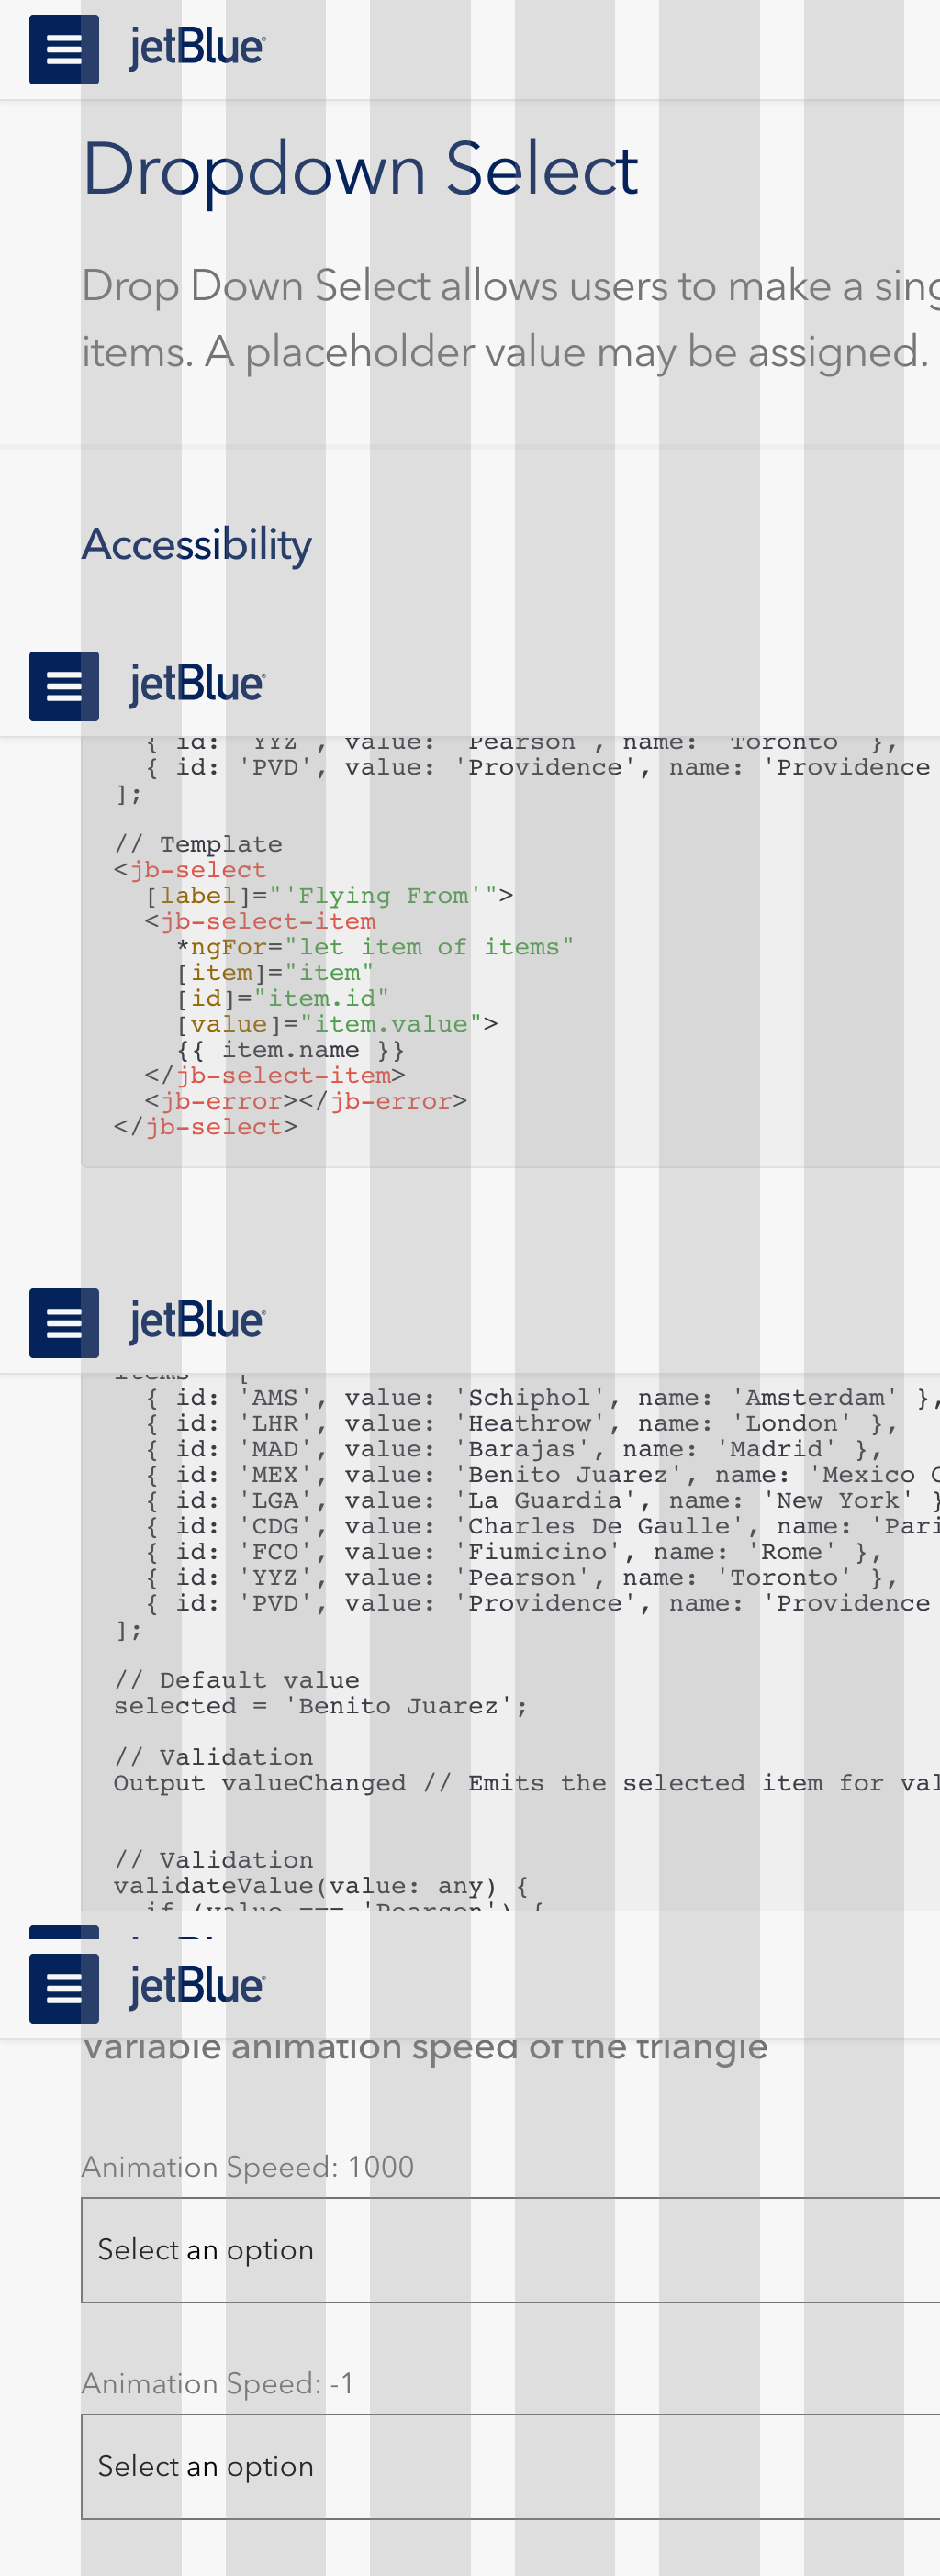 jetBlue
Dropdown Select
Drop Down Select allows users to make a sing
items. A placeholder value may be assigned.
Accessibility
jetBlue
{ id: 'YYZ', value: 'Pearson', name: 'Toronto' },
{ id: 'PVD', value: 'Providence', name: 'Providence
];
// Template
<jb-select
[label]="'Flying From'">
<jb-select-item
*ngFor="let item of items"
[item]="item"
[id]="item.id"
[value]="item.value">
{{ item.name }}
</jb-select-item>
<jb-error></jb-error>
</jb-select>
jetBlue
items [
{ id: 'AMS', value: 'Schiphol', name: 'Amsterdam' },
{ id: 'LHR', value: 'Heathrow', name: 'London' },
{ id: 'MAD', value: 'Barajas', name: 'Madrid' },
{ id: 'MEX', value: 'Benito Juarez', name: 'Mexico C
{ id: 'LGA', value: 'La Guardia', name: 'New York' }
{ id: 'CDG', value: 'Charles De Gaulle', name: 'Pari
{ id: 'FCO', value: 'Fiumicino', name: 'Rome' },
{ id: 'YYZ', value: 'Pearson', name: 'Toronto' },
{ id: 'PVD', value: 'Providence', name: 'Providence
];
// Default value
selected = 'Benito Juarez';
// Validation
Output valueChanged // Emits the selected item for val
// Validation
validateValue(value: any) {
if (value === 'Pearson') {
jetBlue
Variable animation speed of the triangle
Animation Speeed: 1000
Select an option
Animation Speed: -1
Select an option